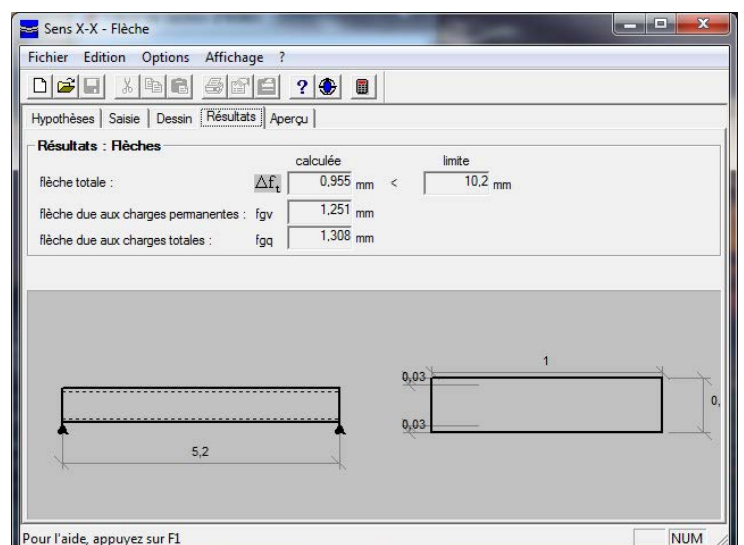 Sens X-X - Flèche
Fichier Edition Options Affichage ?
Hypothèses Saisie Dessin Résultats Aperçu
Résultats : Flèches
calculée limite
flèche totale : Δft 0,955 mm < 10,2 mm
flèche due aux charges permanentes : fgv 1,251 mm
flèche due aux charges totales : fgq 1,308 mm
1
0,03
0,
0,03
5,2
Pour l'aide, appuyez sur F1 NUM